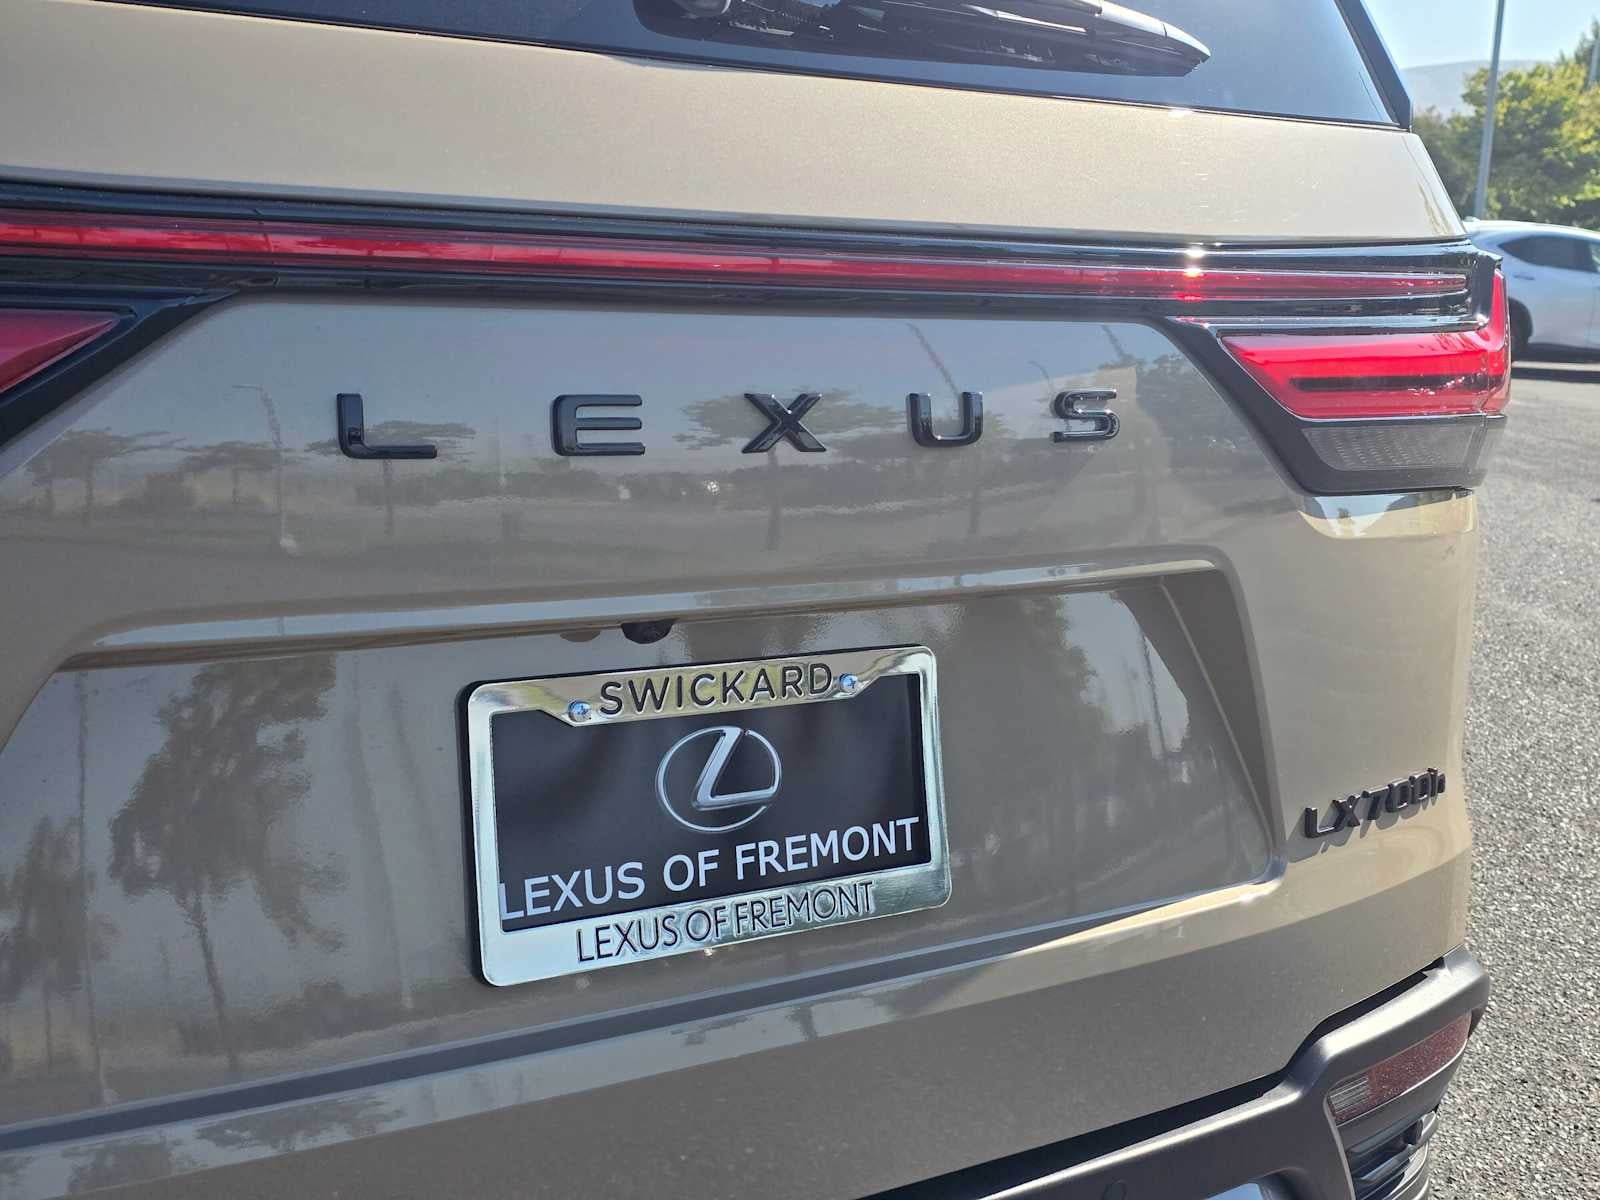 LEXUS
SWICKARD
LEXUS OF FREMONT
LEXUS OF FREMONT
LX700h